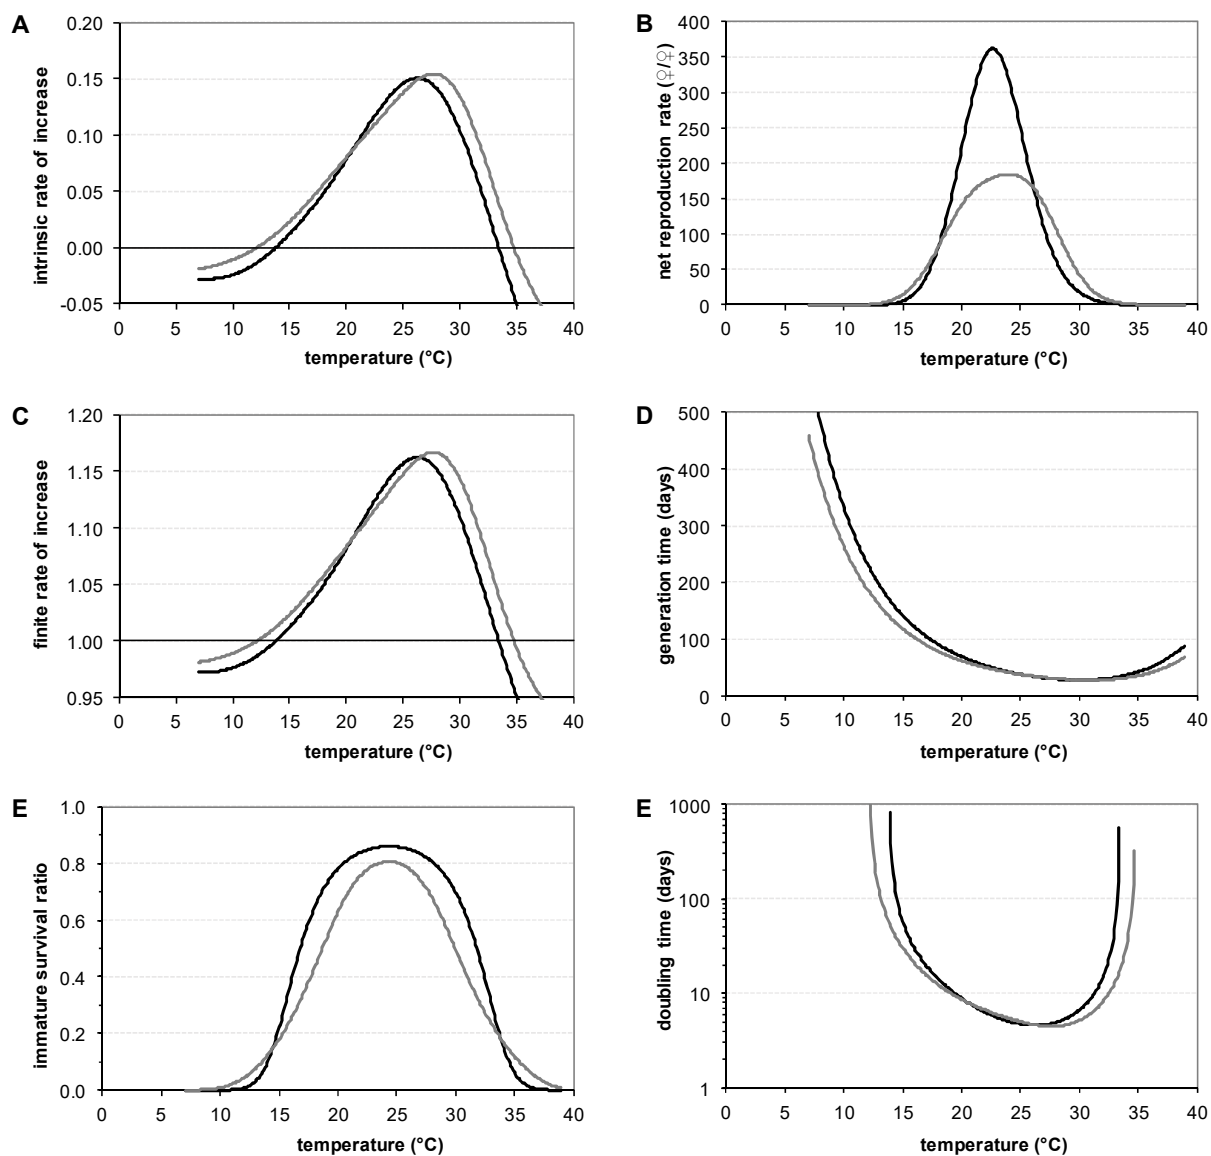 A
intrinsic rate of increase
0.20
0.15
0.10
0.05
0.00
-0.05
0 5 10 15 20 25 30 35 40
temperature (°C)
B
net reproduction rate (♀/♀)
400
350
300
250
200
150
100
50
0
0 5 10 15 20 25 30 35 40
temperature (°C)
C
finite rate of increase
1.20
1.15
1.10
1.05
1.00
0.95
0 5 10 15 20 25 30 35 40
temperature (°C)
D
generation time (days)
500
400
300
200
100
0
0 5 10 15 20 25 30 35 40
temperature (°C)
E
immature survival ratio
1.0
0.8
0.6
0.4
0.2
0.0
0 5 10 15 20 25 30 35 40
temperature (°C)
E
doubling time (days)
1000
100
10
1
0 5 10 15 20 25 30 35 40
temperature (°C)